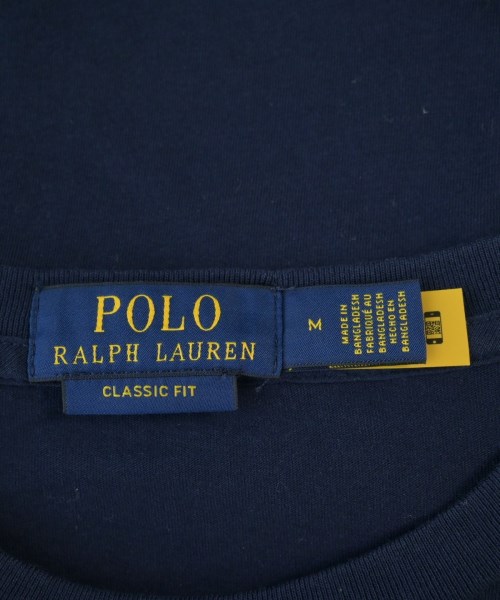 POLO
RALPH LAUREN
CLASSIC FIT
M
MADE IN
BANGLADESH
FABRIQUÉ AU
BANGLADESH
HECHO EN
BANGLADESH